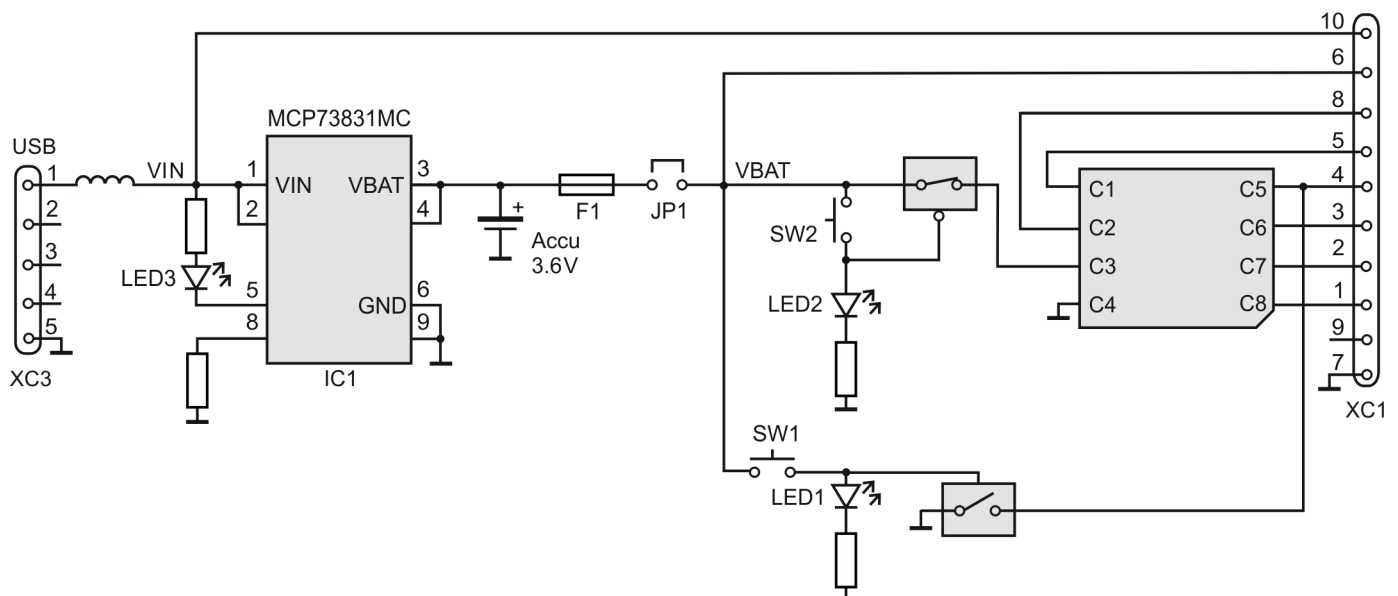 10
6
8
5
4
3
2
1
9
7
XC1
USB
1
2
3
4
5
XC3
VIN
LED3
MCP73831MC
1
2
5
8
VIN
VBAT
GND
3
4
6
9
IC1
+
Accu
3.6V
F1
JP1
VBAT
SW2
LED2
SW1
LED1
C1
C2
C3
C4
C5
C6
C7
C8